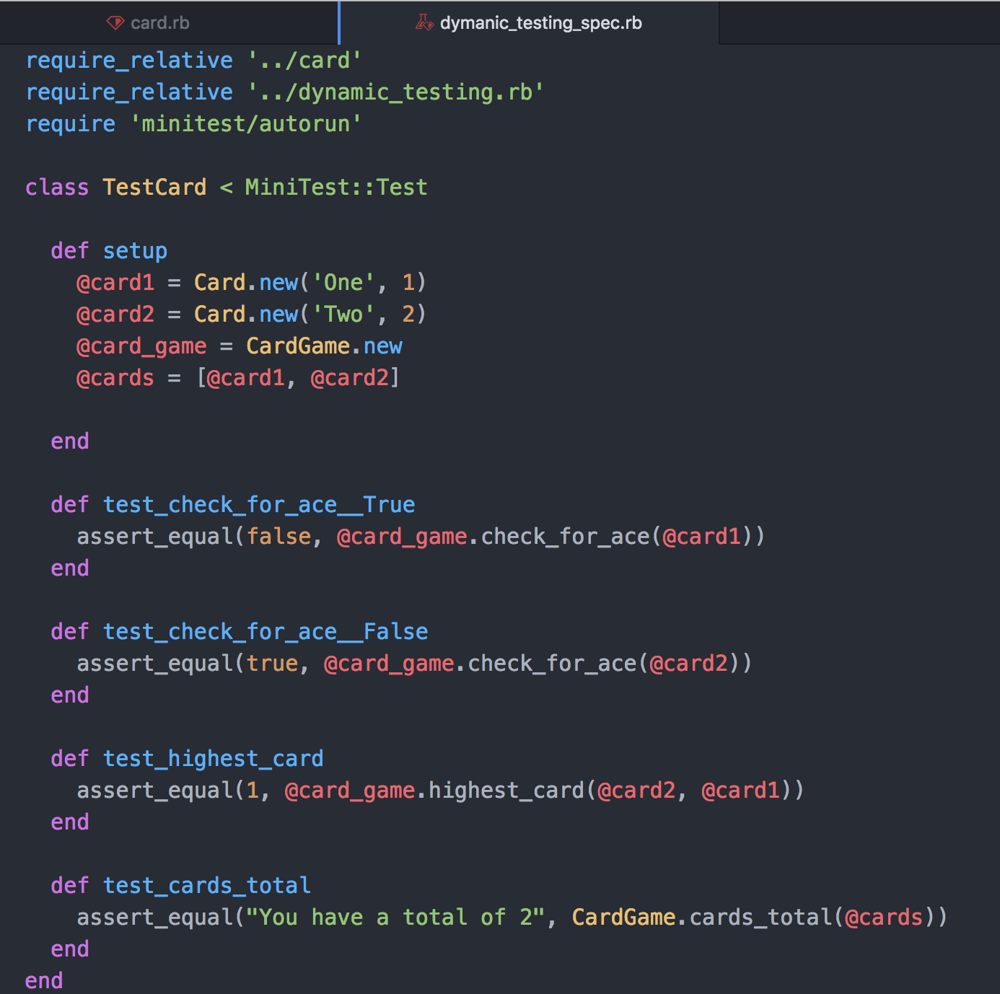 card.rb
dymanic_testing_spec.rb
require_relative '../card'
require_relative '../dynamic_testing.rb'
require 'minitest/autorun'

class TestCard < MiniTest::Test

  def setup
    @card1 = Card.new('One', 1)
    @card2 = Card.new('Two', 2)
    @card_game = CardGame.new
    @cards = [@card1, @card2]

  end

  def test_check_for_ace__True
    assert_equal(false, @card_game.check_for_ace(@card1))
  end

  def test_check_for_ace__False
    assert_equal(true, @card_game.check_for_ace(@card2))
  end

  def test_highest_card
    assert_equal(1, @card_game.highest_card(@card2, @card1))
  end

  def test_cards_total
    assert_equal("You have a total of 2", CardGame.cards_total(@cards))
  end
end